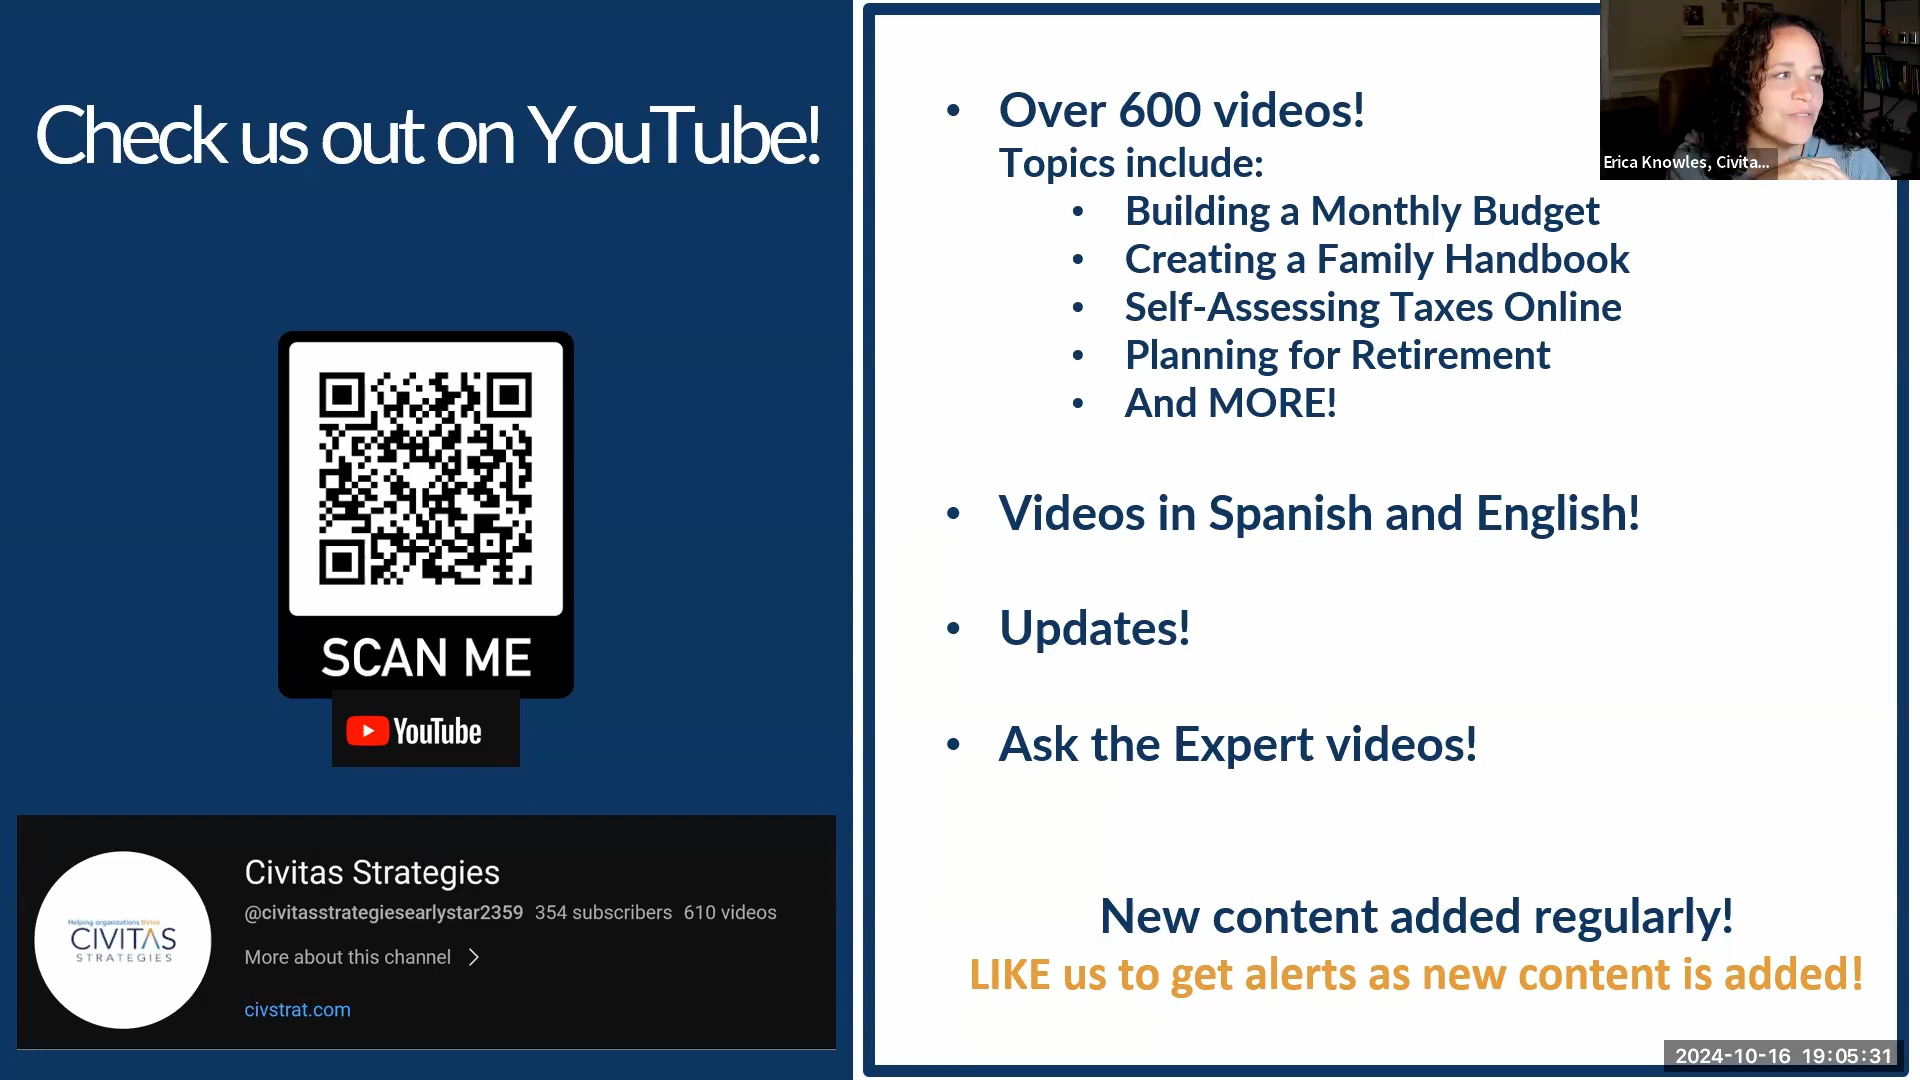 Check us out on YouTube!
SCAN ME
YouTube
Helping organizations thrive
CIVITAS
STRATEGIES
Civitas Strategies
@civitasstrategiesearlystar2359 354 subscribers 610 videos
More about this channel
civstrat.com
• Over 600 videos!
Topics include:
• Building a Monthly Budget
• Creating a Family Handbook
• Self-Assessing Taxes Online
• Planning for Retirement
• And MORE!
• Videos in Spanish and English!
• Updates!
• Ask the Expert videos!
New content added regularly!
LIKE us to get alerts as new content is added!
Erica Knowles, Civita...
2024-10-16 19:05:31